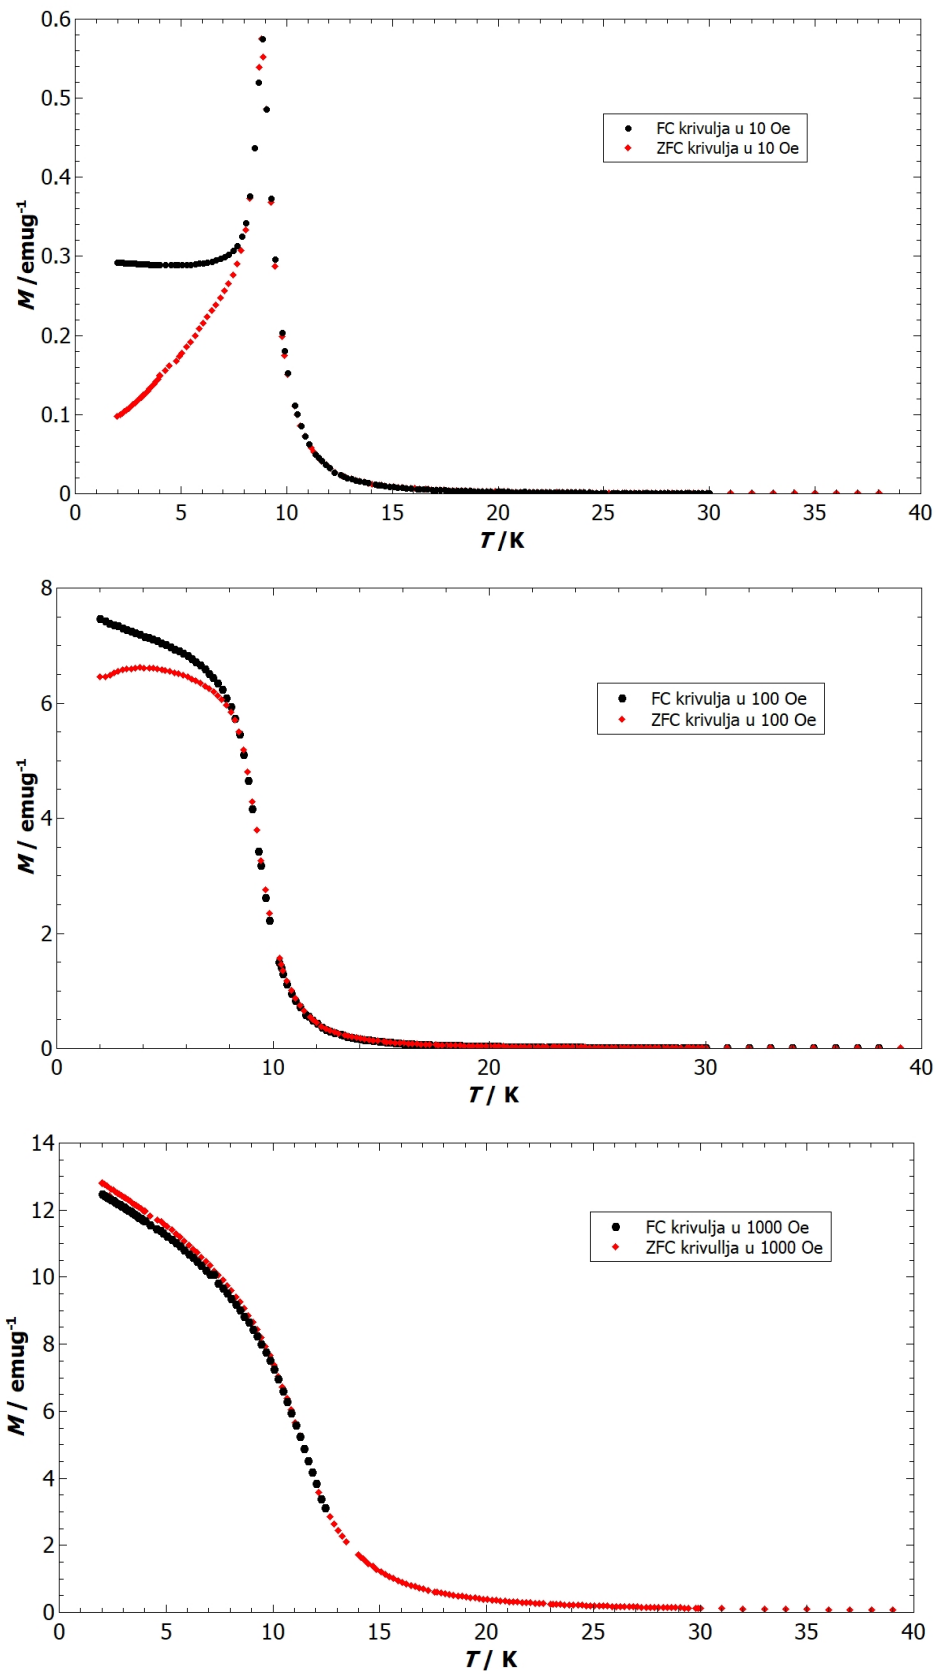 0.6
0.5
0.4
0.3
0.2
0.1
0
M / emug⁻¹
FC krivulja u 10 Oe
ZFC krivulja u 10 Oe
0 5 10 15 20 25 30 35 40
T / K
8
6
4
2
0
M / emug⁻¹
FC krivulja u 100 Oe
ZFC krivulja u 100 Oe
0 10 20 30 40
T / K
14
12
10
8
6
4
2
0
M / emug⁻¹
FC krivulja u 1000 Oe
ZFC krivullja u 1000 Oe
0 5 10 15 20 25 30 35 40
T / K